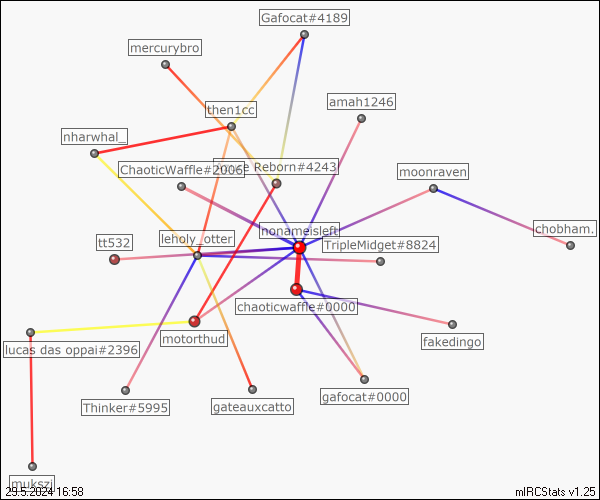 Gafocat#4189
mercurybro
amah1246
then1cc
nharwhal_
Reborn#4243
ChaoticWaffle#2006
moonraven
nonameisleft
chobham.
leholy_otter
tt532
TripleMidget#8824
chaoticwaffle#0000
motorthud
fakedingo
lucas das oppai#2396
gafocat#0000
Thinker#5995
gateauxcatto
mukszi
29.5.2024 16:58
mIRCStats v1.25